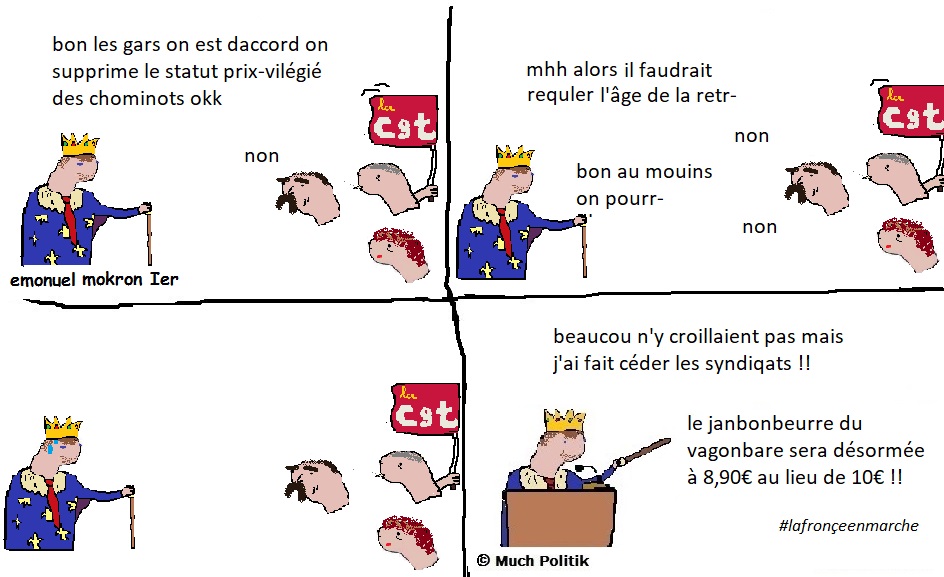 bon les gars on est daccord on
supprime le statut prix-vilégié
des chominots okk
non
la
cgt
emonuel mokron Ier
mhh alors il faudrait
requler l'âge de la retr-
non
bon au mouins
on pourr-
non
la
cgt
la
cgt
beaucou n'y croillaient pas mais
j'ai fait céder les syndiqats !!
le janbonbeurre du
vagonbare sera désormée
à 8,90€ au lieu de 10€ !!
#lafronçeenmarche
© Much Politik